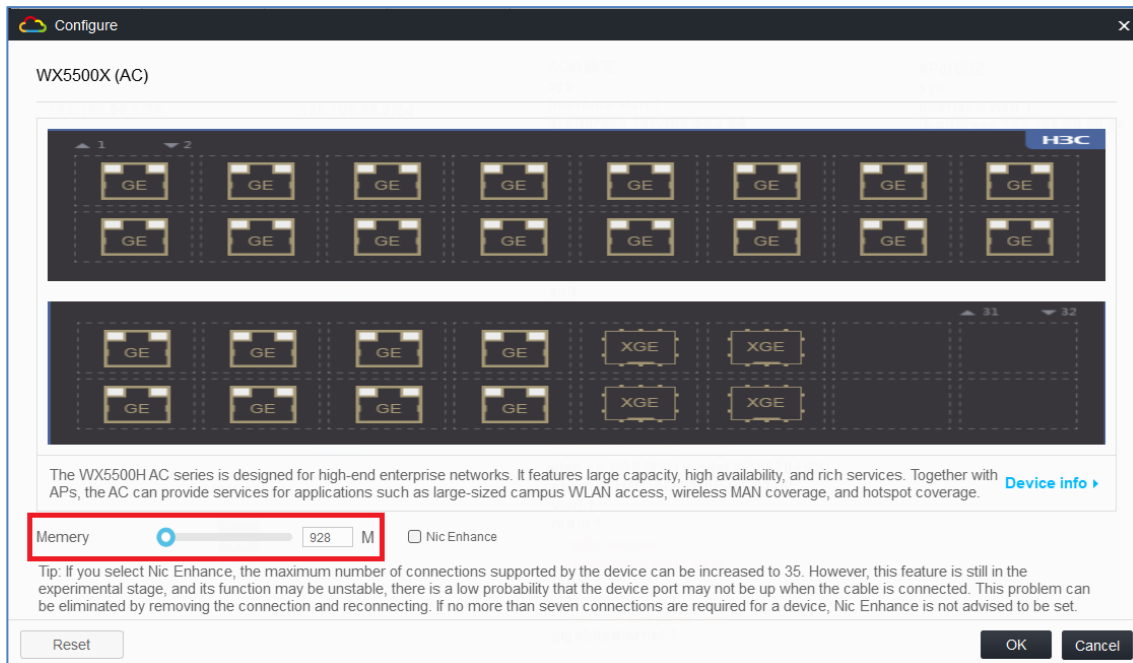 Configure
WX5500X (AC)
H3C
1 2
GE GE GE GE GE GE GE GE
GE GE GE GE GE GE GE GE
31 32
GE GE GE GE XGE XGE
GE GE GE GE XGE XGE
The WX5500H AC series is designed for high-end enterprise networks. It features large capacity, high availability, and rich services. Together with
APs, the AC can provide services for applications such as large-sized campus WLAN access, wireless MAN coverage, and hotspot coverage.
Device info
Memery 928 M Nic Enhance
Tip: If you select Nic Enhance, the maximum number of connections supported by the device can be increased to 35. However, this feature is still in the
experimental stage, and its function may be unstable, there is a low probability that the device port may not be up when the cable is connected. This problem can
be eliminated by removing the connection and reconnecting. If no more than seven connections are required for a device, Nic Enhance is not advised to be set.
Reset OK Cancel